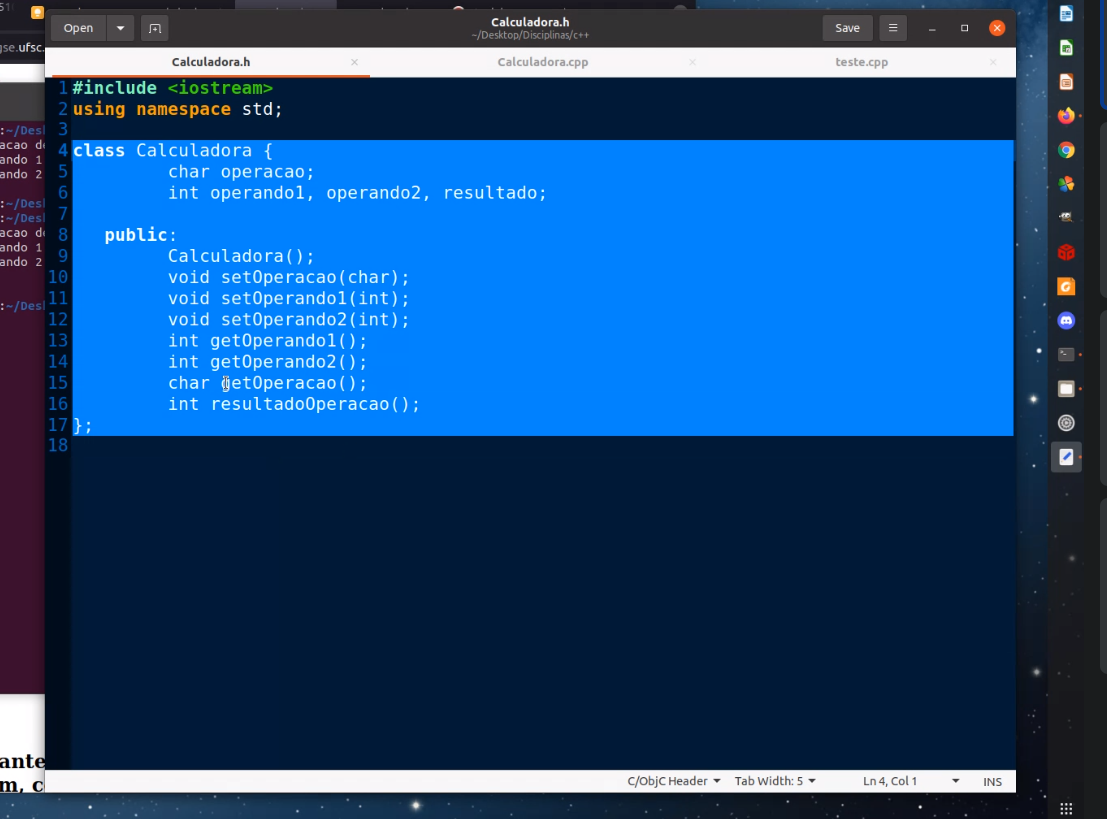 51
gse.ufsc.
Open
Calculadora.h
~/Desktop/Disciplinas/c++
Save
Calculadora.h
Calculadora.cpp
teste.cpp
1 #include <iostream>
2 using namespace std;
3
4 class Calculadora {
5 char operacao;
6 int operando1, operando2, resultado;
7
8 public:
9 Calculadora();
10 void setOperacao(char);
11 void setOperando1(int);
12 void setOperando2(int);
13 int getOperando1();
14 int getOperando2();
15 char getOperacao();
16 int resultadoOperacao();
17 };
18
:~/Desk
acao de
ando 1
ando 2
:~/Desk
:~/Desk
acao de
ando 1
ando 2
:~/Desk
ante
m, c
C/ObjC Header
Tab Width: 5
Ln 4, Col 1
INS